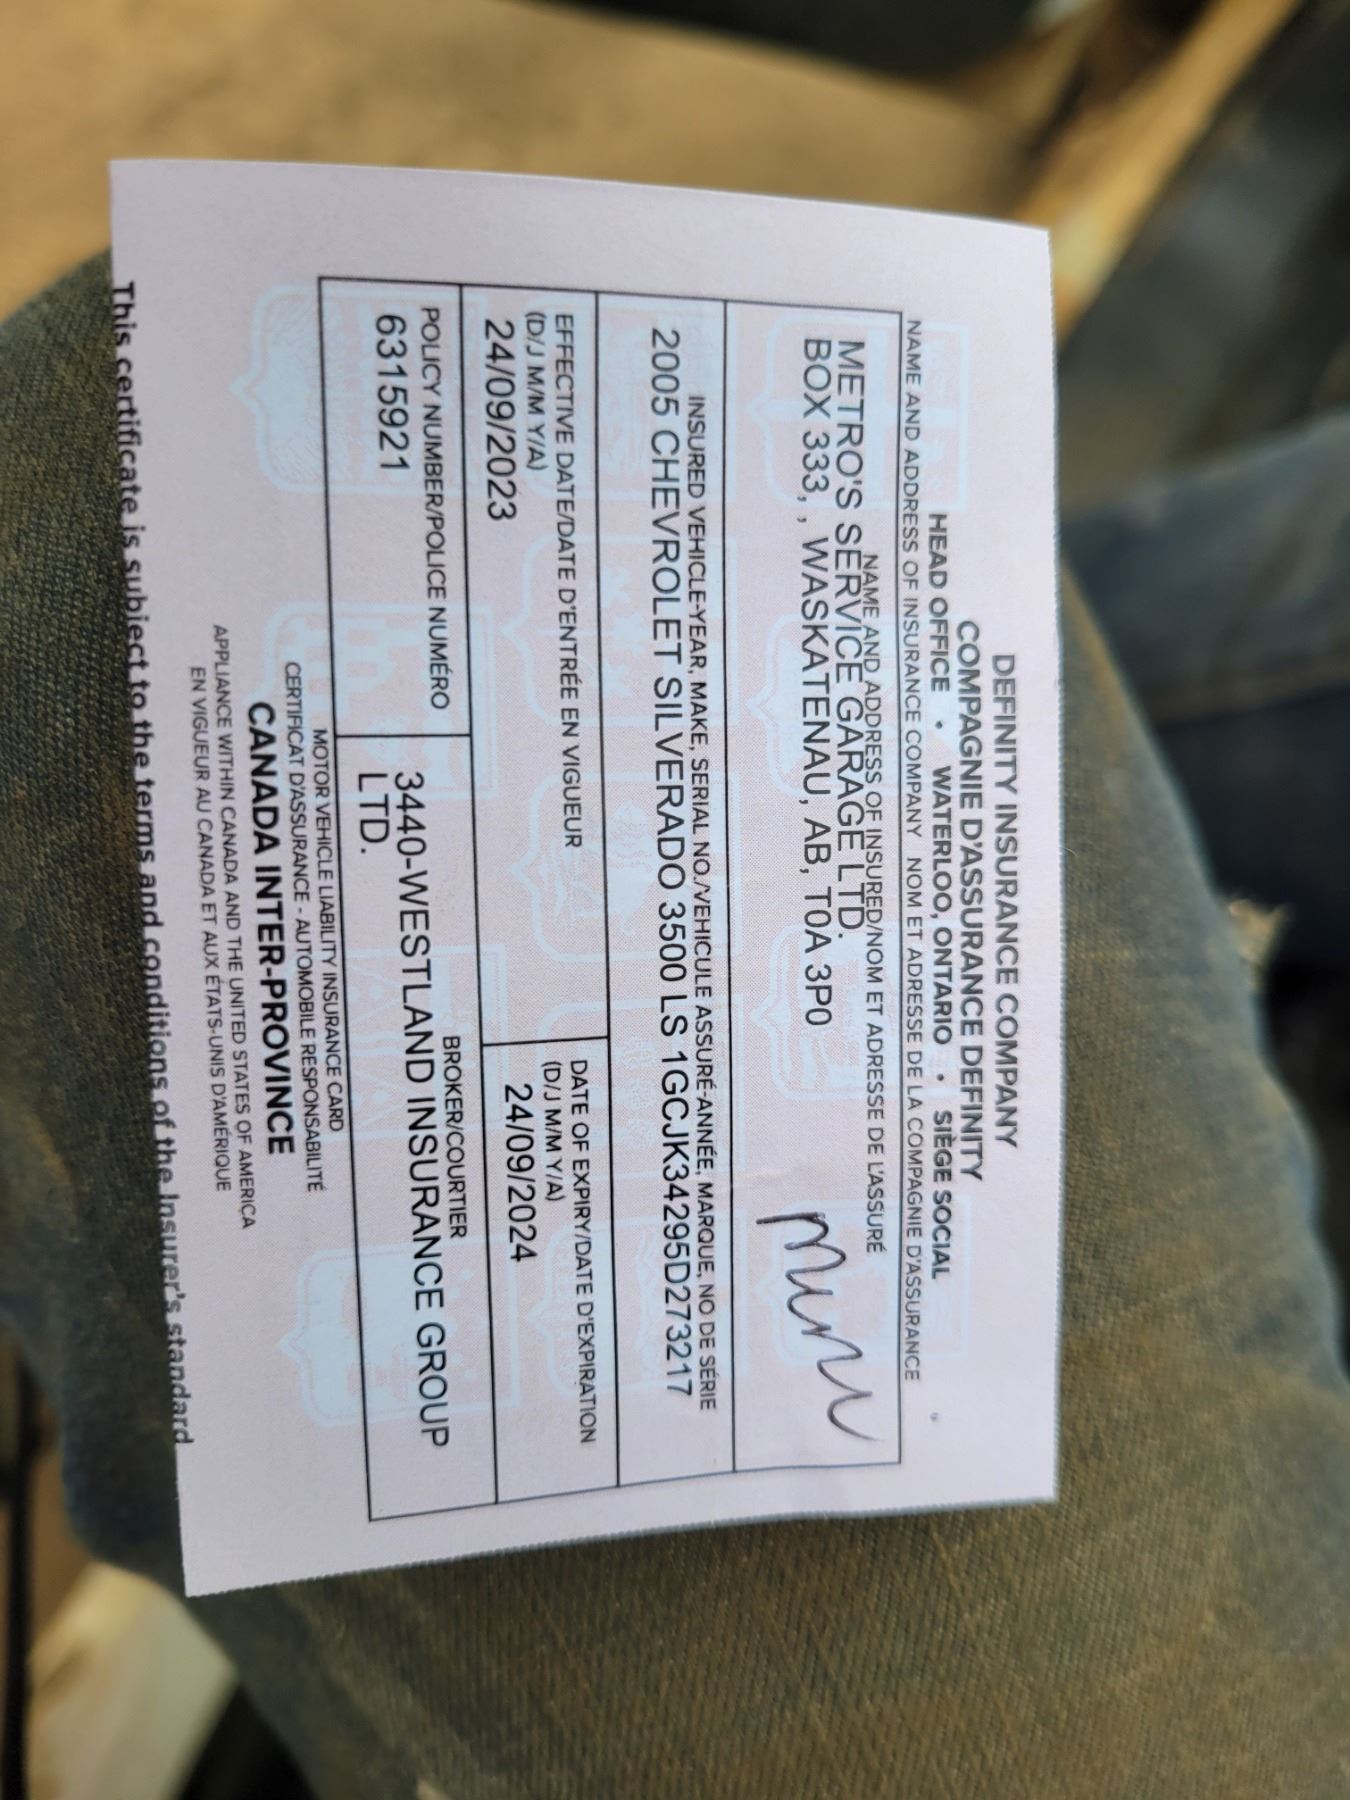 DEFINITY INSURANCE COMPANY
COMPAGNIE D'ASSURANCE DEFINITY
HEAD OFFICE • WATERLOO, ONTARIO • SIÈGE SOCIAL
NAME AND ADDRESS OF INSURANCE COMPANY NOM ET ADRESSE DE LA COMPAGNIE D'ASSURANCE
NAME AND ADDRESS OF INSURED/NOM ET ADRESSE DE L'ASSURÉ
METRO'S SERVICE GARAGE LTD.
BOX 333, , WASKATENAU, AB, T0A 3P0
INSURED VEHICLE-YEAR, MAKE, SERIAL NO./VEHICULE ASSURÉ-ANNÉE, MARQUE, NO DE SÉRIE
2005 CHEVROLET SILVERADO 3500 LS 1GCJK34295D273217
EFFECTIVE DATE/DATE D'ENTRÉE EN VIGUEUR
(D/J M/M Y/A)
24/09/2023
DATE OF EXPIRY/DATE D'EXPIRATION
(D/J M/M Y/A)
24/09/2024
POLICY NUMBER/POLICE NUMÉRO
6315921
BROKER/COURTIER
3440-WESTLAND INSURANCE GROUP
LTD.
MOTOR VEHICLE LIABILITY INSURANCE CARD
CERTIFICAT D'ASSURANCE - AUTOMOBILE RESPONSABILITÉ
CANADA INTER-PROVINCE
APPLIANCE WITHIN CANADA AND THE UNITED STATES OF AMERICA
EN VIGUEUR AU CANADA ET AUX ÉTATS-UNIS D'AMÉRIQUE
This certificate is subject to the terms and conditions of the Insurer's standard